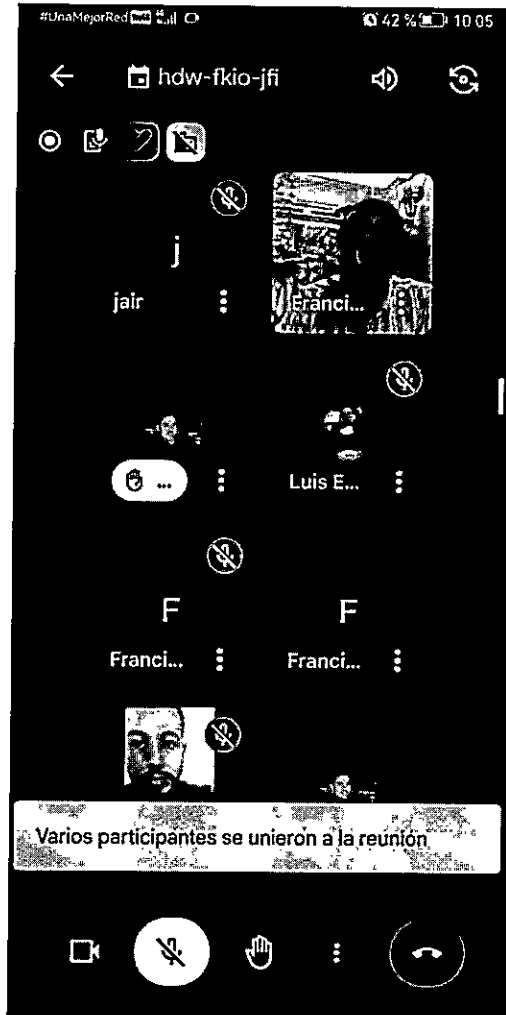 #UnaMejorRed 42 % 10 05
hdw-fkio-jfi
j
jair
Franci...
...
Luis E...
F
F
Franci...
Franci...
Varios participantes se unieron a la reunión